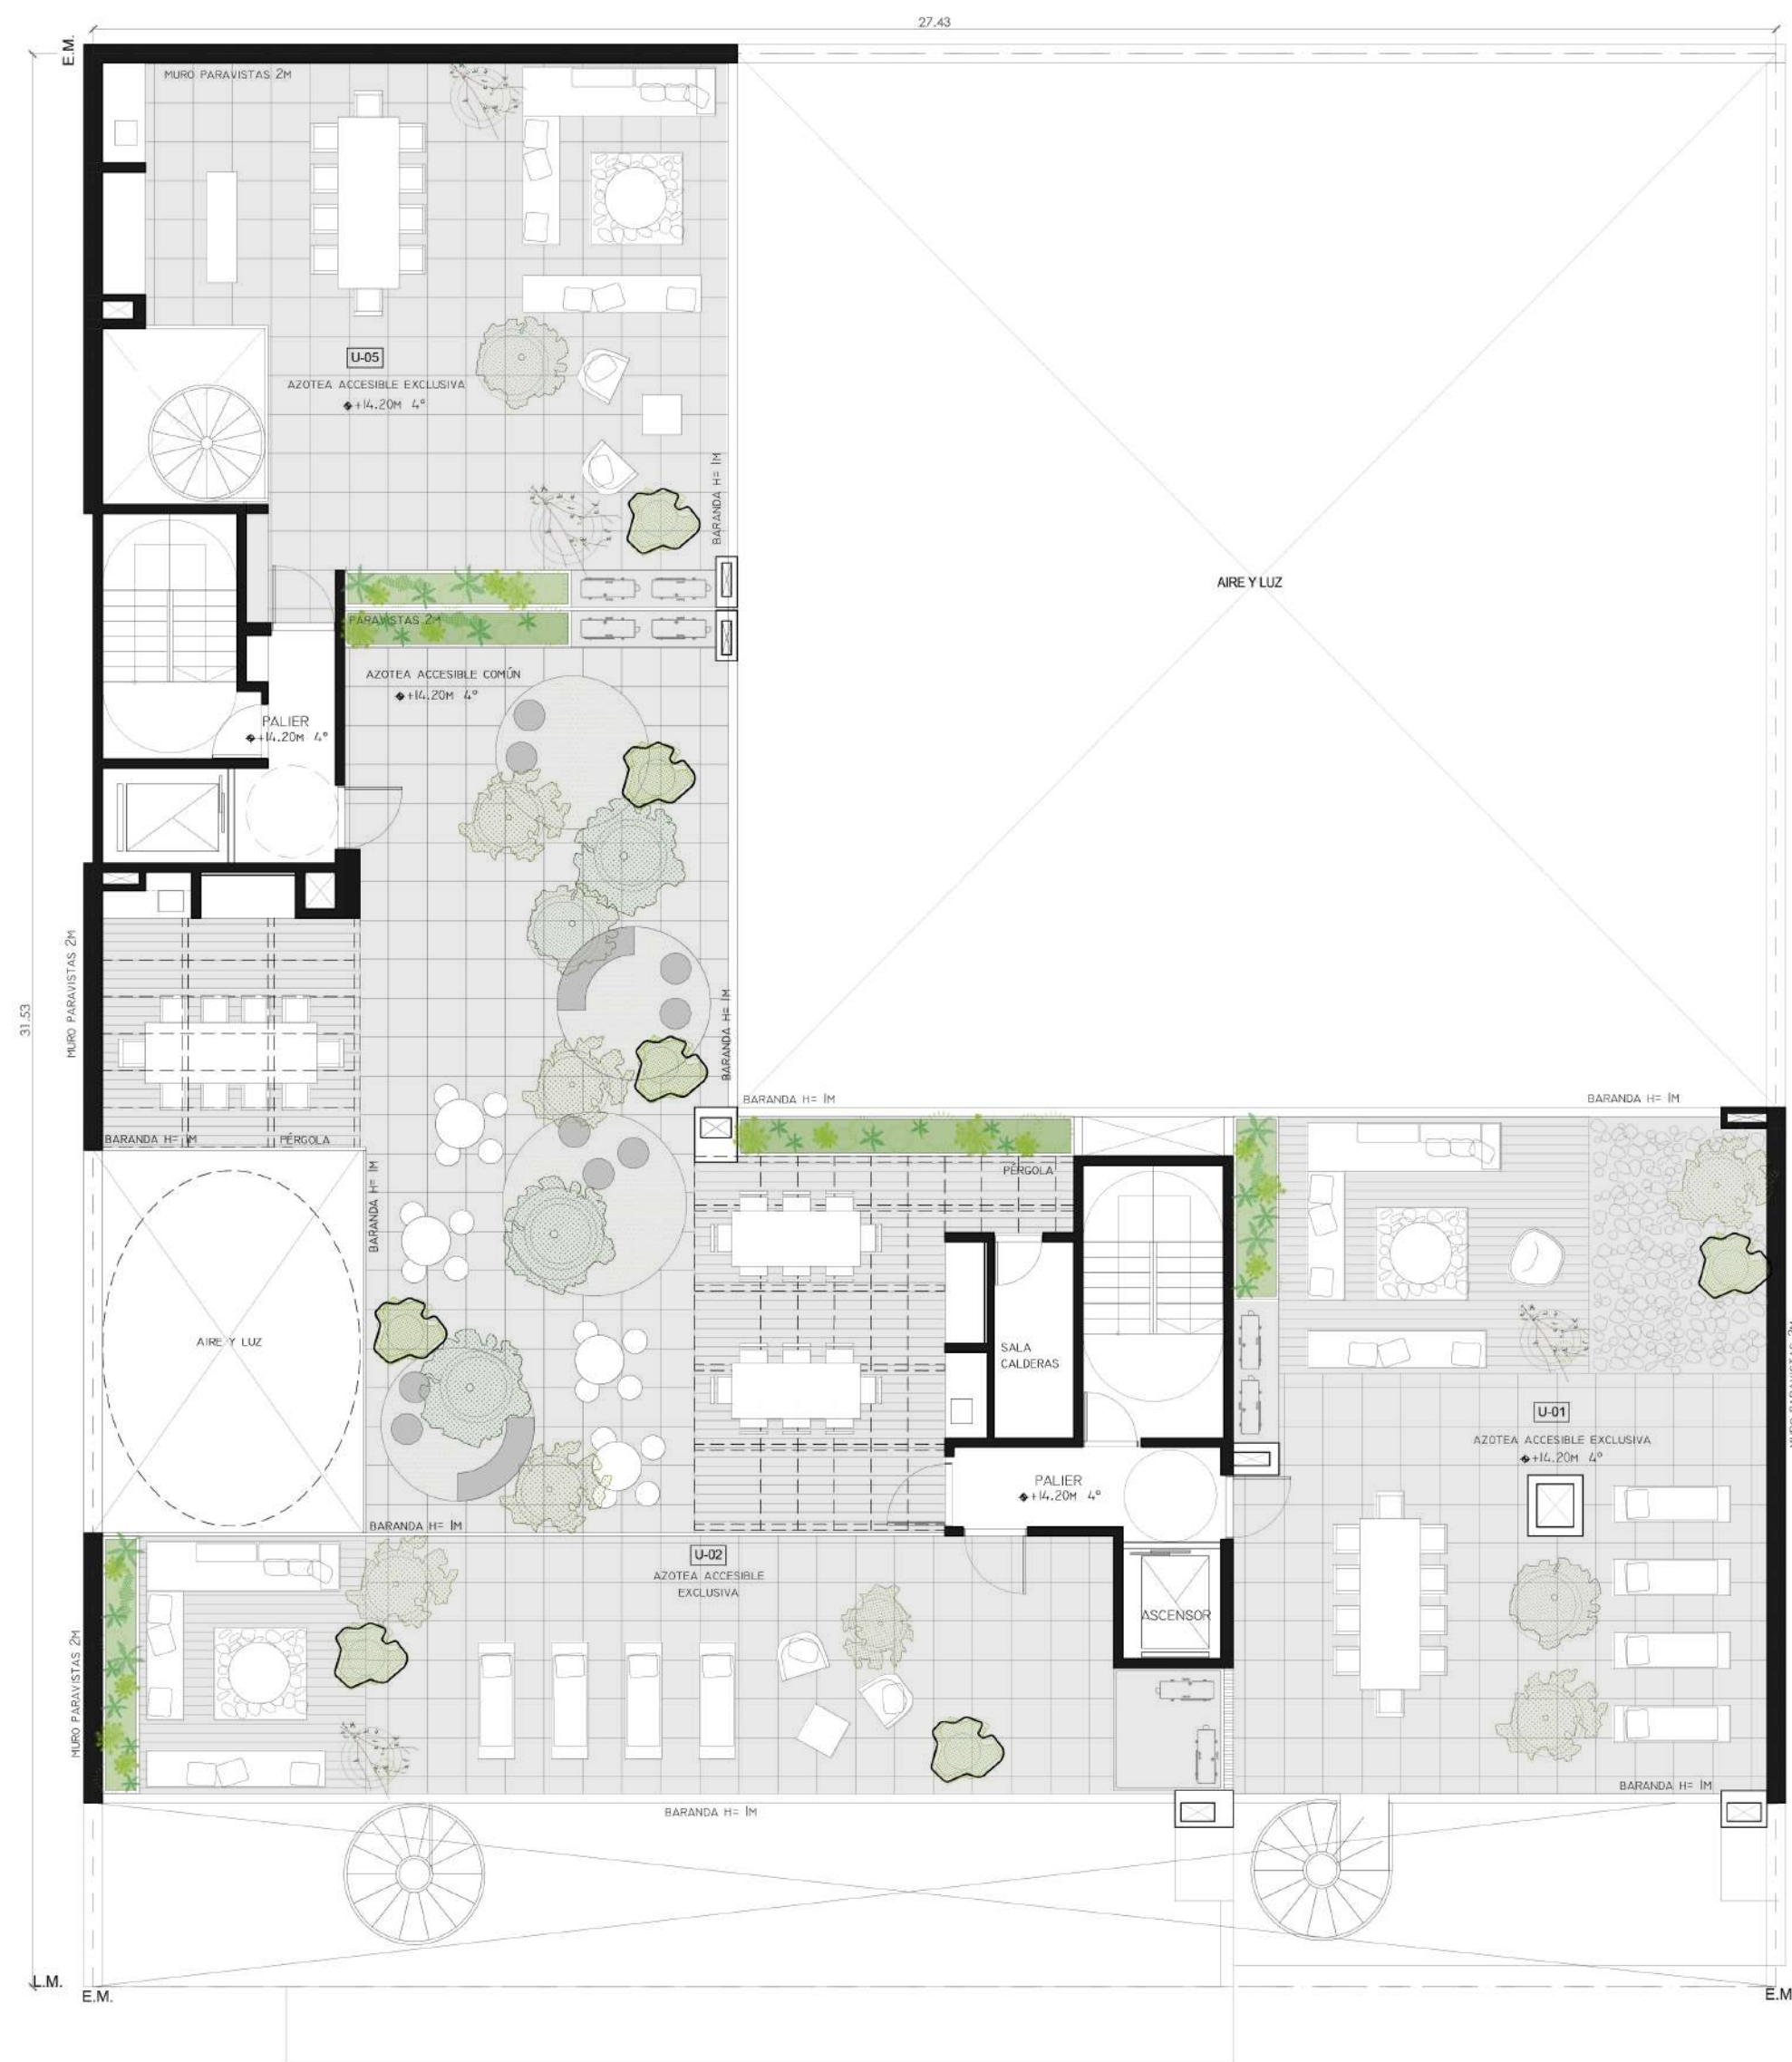 27.43
E.M.
MURO PARAVISTAS 2M
U-05
AZOTEA ACCESIBLE EXCLUSIVA
+14.20M 4°
BARANDA H= 1M
AIRE Y LUZ
PARAVISTAS 2M
AZOTEA ACCESIBLE COMÚN
+14.20M 4°
PALIER
+14.20M 4°
MURO PARAVISTAS 2M
31.53
BARANDA H= 1M
BARANDA H= 1M
BARANDA H= 1M
BARANDA H= 1M
PÉRGOLA
PÉRGOLA
BARANDA H= 1M
AIRE Y LUZ
SALA
CALDERAS
MURO PARAVISTAS 2M
U-01
AZOTEA ACCESIBLE EXCLUSIVA
+14.20M 4°
PALIER
+14.20M 4°
BARANDA H= 1M
U-02
AZOTEA ACCESIBLE
EXCLUSIVA
ASCENSOR
MURO PARAVISTAS 2M
BARANDA H= 1M
BARANDA H= 1M
L.M.
E.M.
E.M